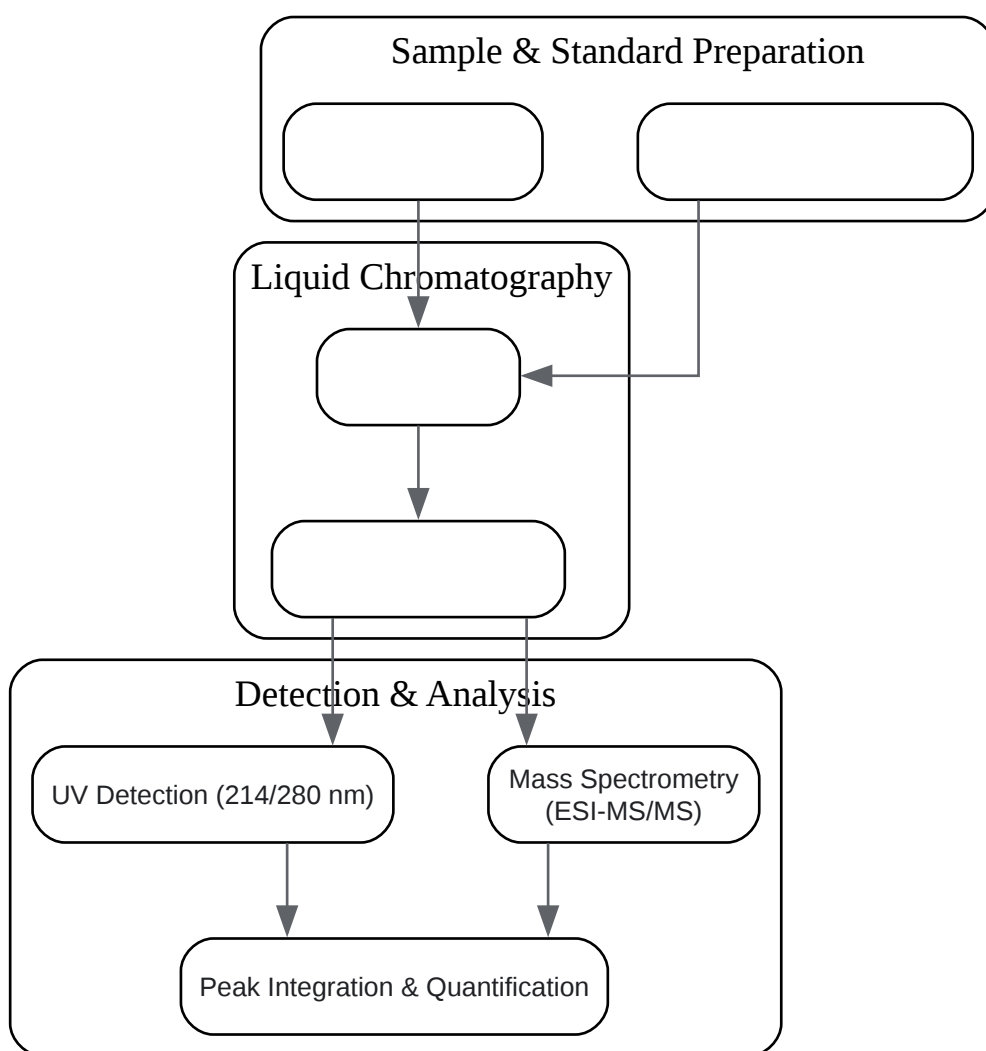 Sample & Standard Preparation
Liquid Chromatography
Detection & Analysis
UV Detection (214/280 nm)
Mass Spectrometry
(ESI-MS/MS)
Peak Integration & Quantification